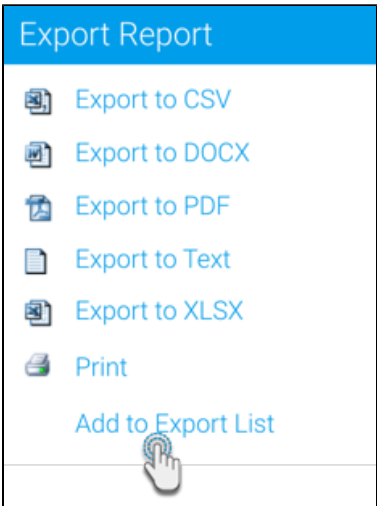 Export Report
Export to CSV
Export to DOCX
Export to PDF
Export to Text
Export to XLSX
Print
Add to Export List